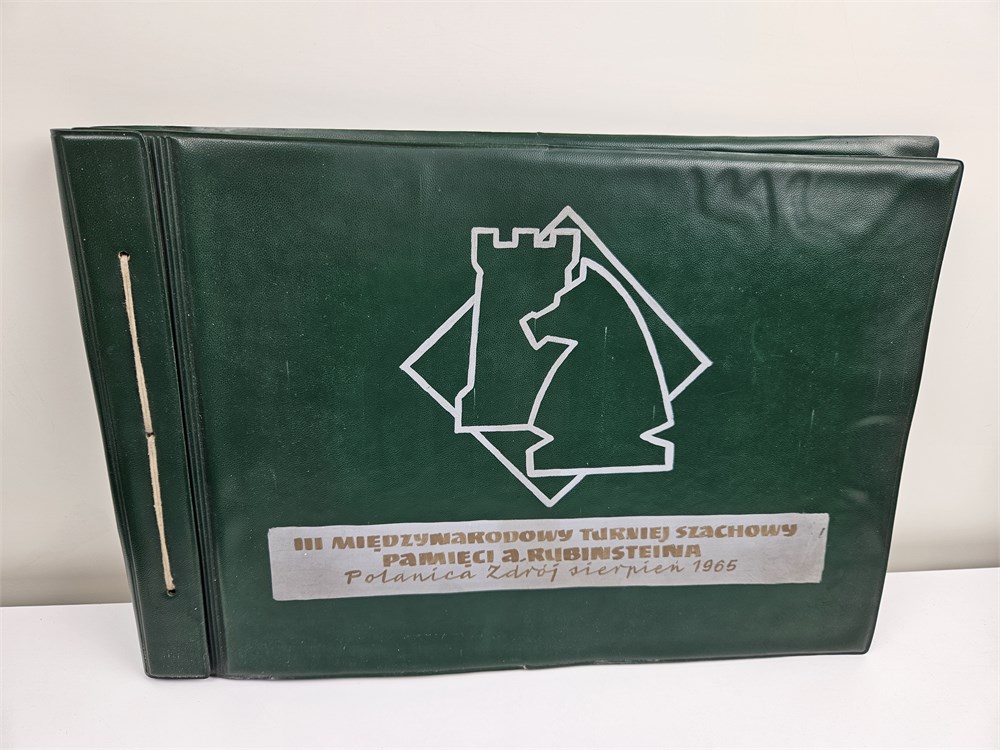 III MIĘDZYNARODOWY TURNIEJ SZACHOWY
PAMIĘCI A. RUBINSTEINA
Polanica Zdrój sierpień 1965